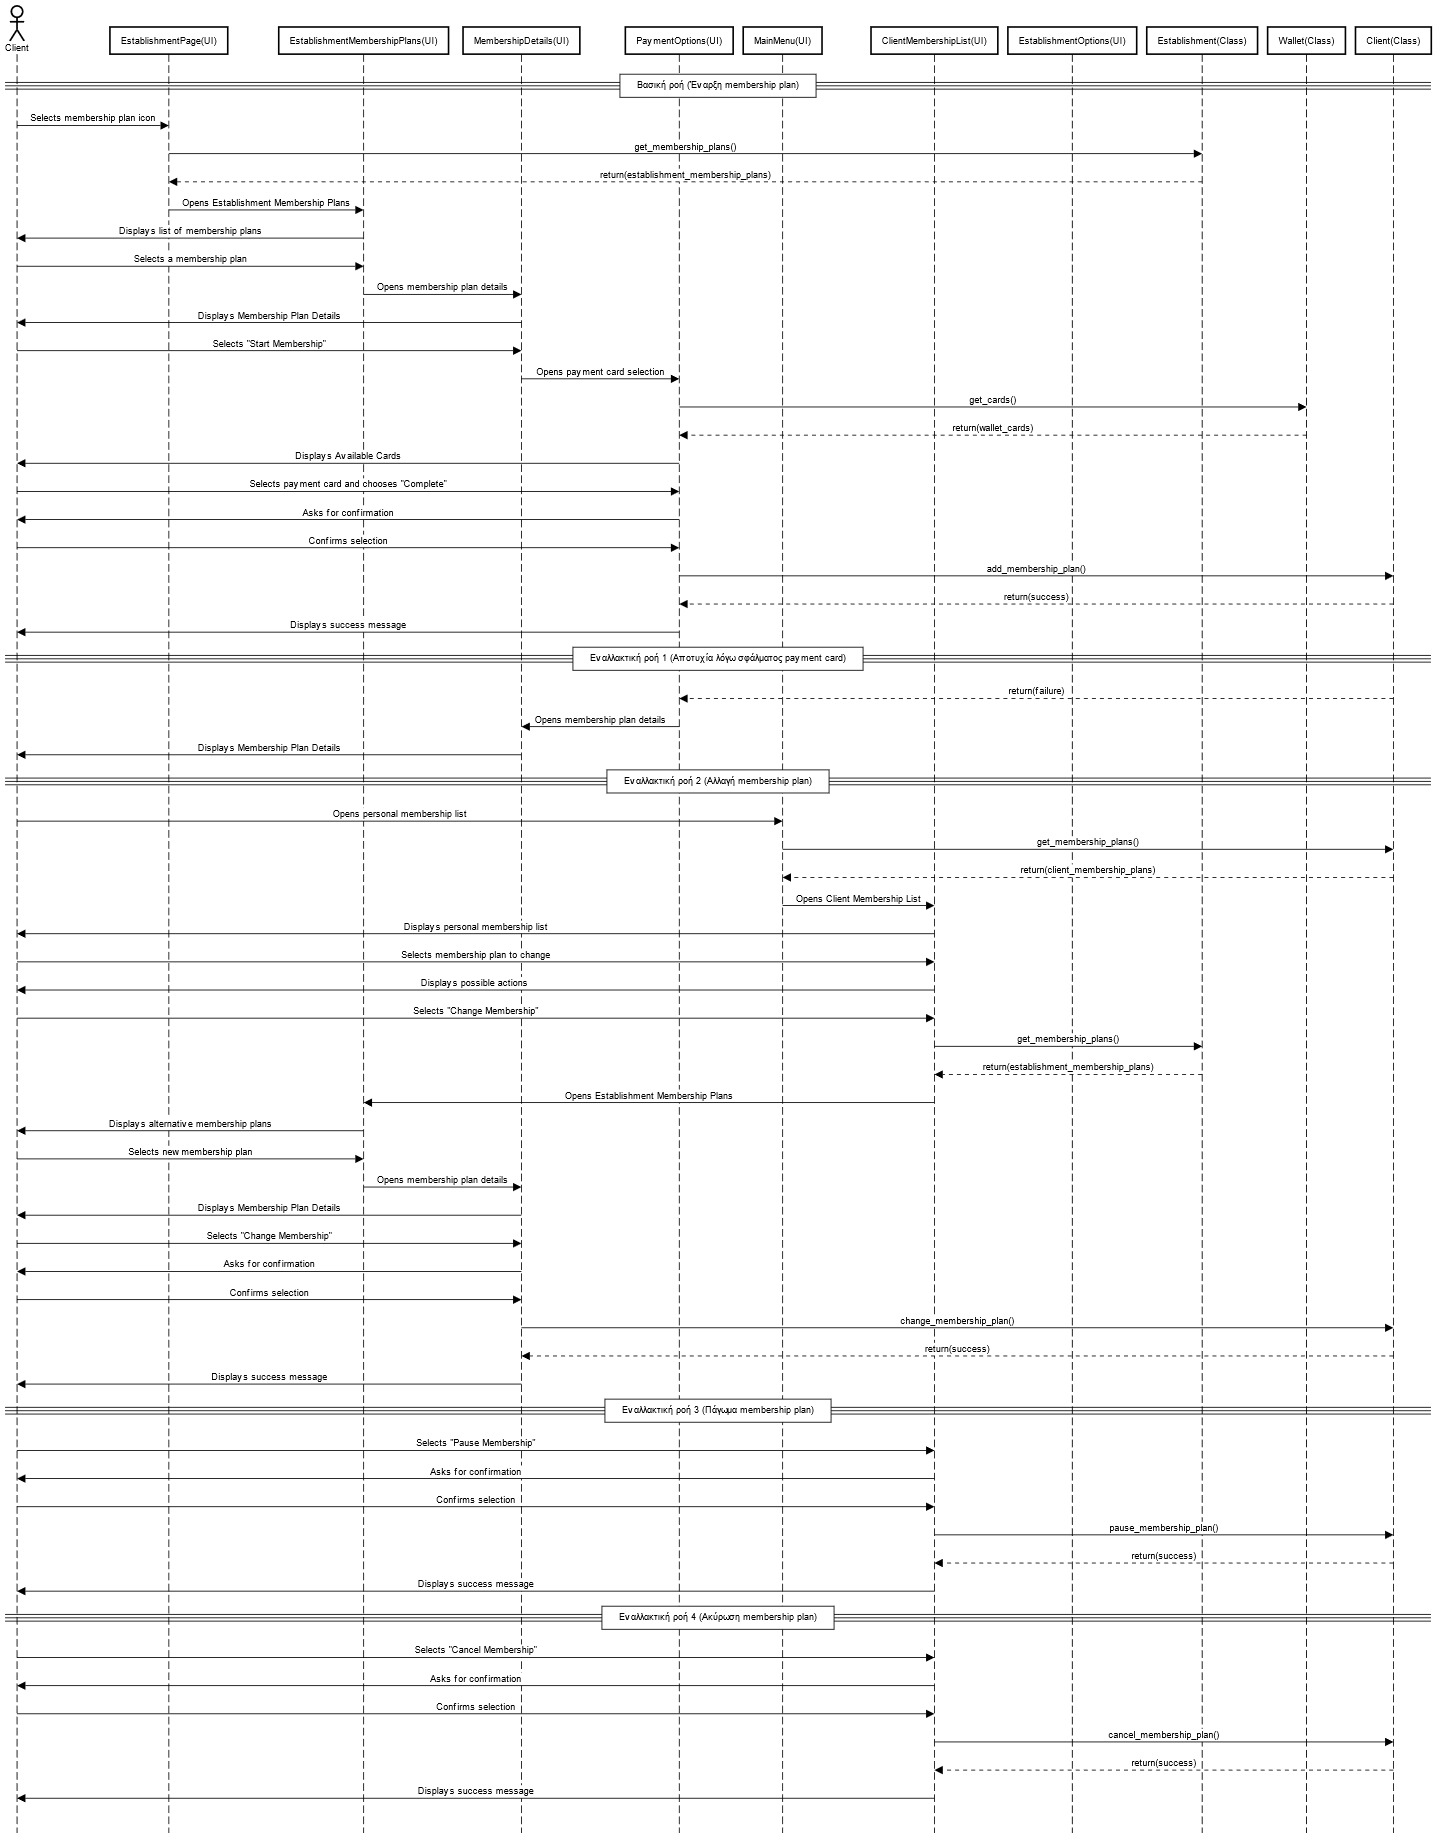 Client
EstablishmentPage(UI)
EstablishmentMembershipPlans(UI)
MembershipDetails(UI)
PaymentOptions(UI)
MainMenu(UI)
ClientMembershipList(UI)
EstablishmentOptions(UI)
Establishment(Class)
Wallet(Class)
Client(Class)
Βασική ροή (Έναρξη membership plan)
Selects membership plan icon
get_membership_plans()
return(establishment_membership_plans)
Opens Establishment Membership Plans
Displays list of membership plans
Selects a membership plan
Opens membership plan details
Displays Membership Plan Details
Selects "Start Membership"
Opens payment card selection
get_cards()
return(wallet_cards)
Displays Available Cards
Selects payment card and chooses "Complete"
Asks for confirmation
Confirms selection
add_membership_plan()
return(success)
Displays success message
Εναλλακτική ροή 1 (Αποτυχία λόγω σφάλματος payment card)
return(failure)
Opens membership plan details
Displays Membership Plan Details
Εναλλακτική ροή 2 (Αλλαγή membership plan)
Opens personal membership list
get_membership_plans()
return(client_membership_plans)
Opens Client Membership List
Displays personal membership list
Selects membership plan to change
Displays possible actions
Selects "Change Membership"
get_membership_plans()
return(establishment_membership_plans)
Opens Establishment Membership Plans
Displays alternative membership plans
Selects new membership plan
Opens membership plan details
Displays Membership Plan Details
Selects "Change Membership"
Asks for confirmation
Confirms selection
change_membership_plan()
return(success)
Displays success message
Εναλλακτική ροή 3 (Πάγωμα membership plan)
Selects "Pause Membership"
Asks for confirmation
Confirms selection
pause_membership_plan()
return(success)
Displays success message
Εναλλακτική ροή 4 (Ακύρωση membership plan)
Selects "Cancel Membership"
Asks for confirmation
Confirms selection
cancel_membership_plan()
return(success)
Displays success message